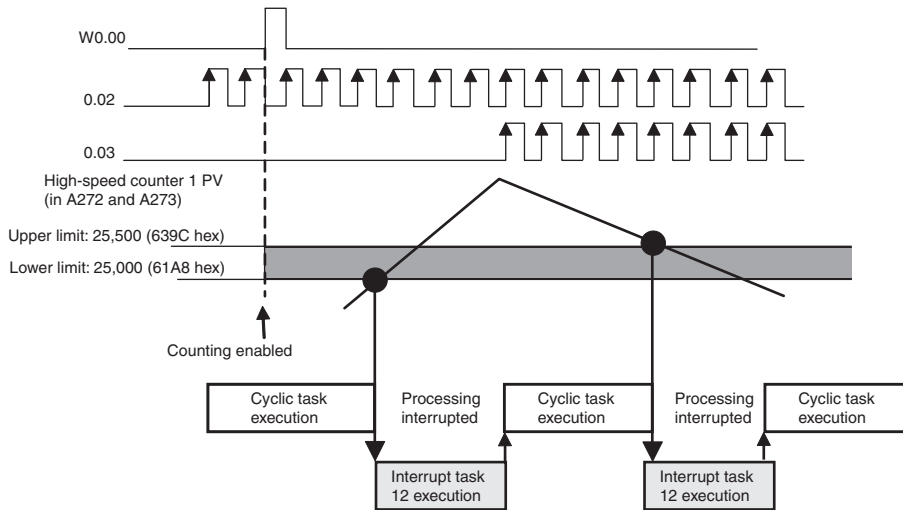 W0.00
0.02
0.03
High-speed counter 1 PV
(in A272 and A273)
Upper limit: 25,500 (639C hex)
Lower limit: 25,000 (61A8 hex)
Counting enabled
Cyclic task
execution
Processing
interrupted
Cyclic task
execution
Processing
interrupted
Cyclic task
execution
Interrupt task
12 execution
Interrupt task
12 execution